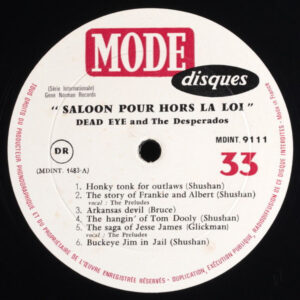 MODE
disques
(Série Internationale)
Gene Norman Records
" SALOON POUR HORS LA LOI "
DEAD EYE and The Desperados
MDINT. 9111
DR
33
(MDINT. 1483-A)
1. Honky tonk for outlaws (Shushan)
2. The story of Frankie and Albert (Shushan)
vocal : The Preludes
3. Arkansas devil (Bruce)
4. The hangin' of Tom Dooly (Shushan)
5. The saga of Jesse James (Glickman)
vocal : The Preludes
6. Buckeye Jim in Jail (Shushan)
TOUS DROITS DU PRODUCTEUR PHONOGRAPHIQUE ET DU PROPRIÉTAIRE DE L'ŒUVRE ENREGISTRÉE RÉSERVÉS - DUPLICATION, EXÉCUTION PUBLIQUE, RADIODIFFUSION INTERDITES